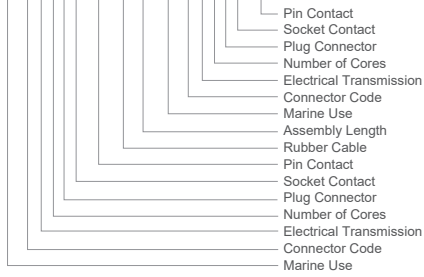 Pin Contact
Socket Contact
Plug Connector
Number of Cores
Electrical Transmission
Connector Code
Marine Use
Assembly Length
Rubber Cable
Pin Contact
Socket Contact
Plug Connector
Number of Cores
Electrical Transmission
Connector Code
Marine Use